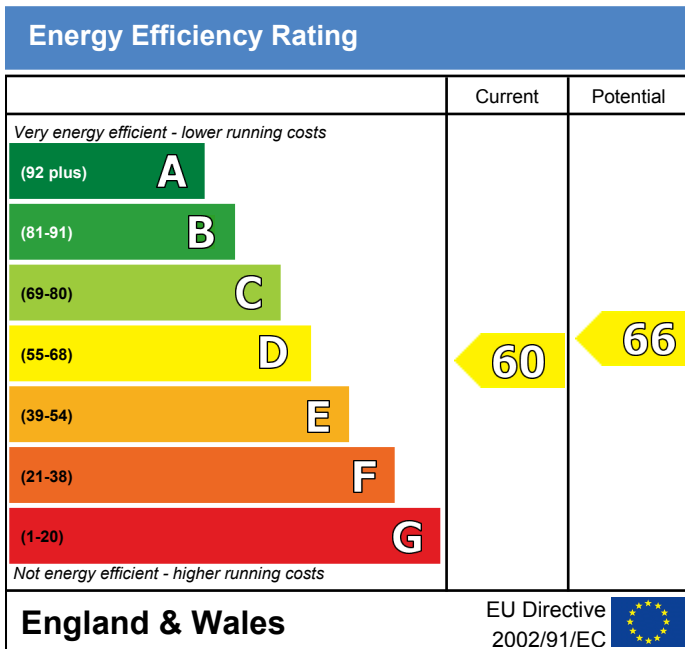 Energy Efficiency Rating
Current Potential
Very energy efficient - lower running costs
(92 plus) A
(81-91) B
(69-80) C
(55-68) D
(39-54) E
(21-38) F
(1-20) G
60
66
Not energy efficient - higher running costs
England & Wales
EU Directive
2002/91/EC